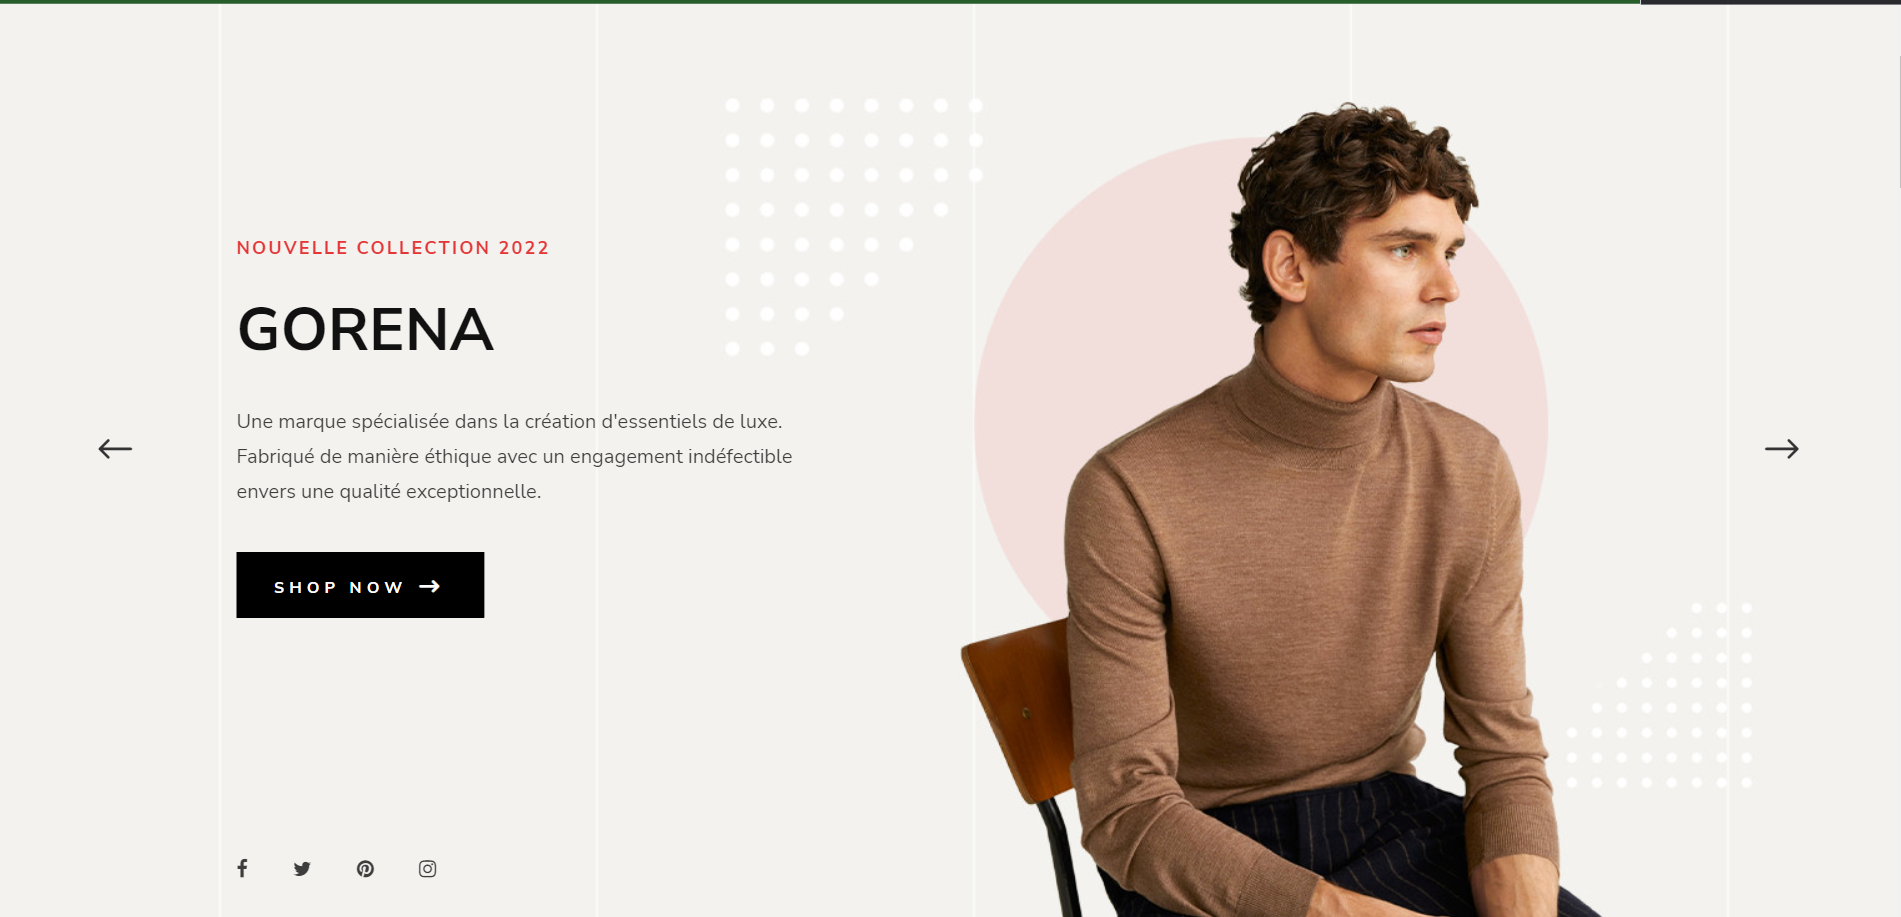 NOUVELLE COLLECTION 2022
GORENA
Une marque spécialisée dans la création d'essentiels de luxe.
Fabriqué de manière éthique avec un engagement indéfectible
envers une qualité exceptionnelle.
SHOP NOW